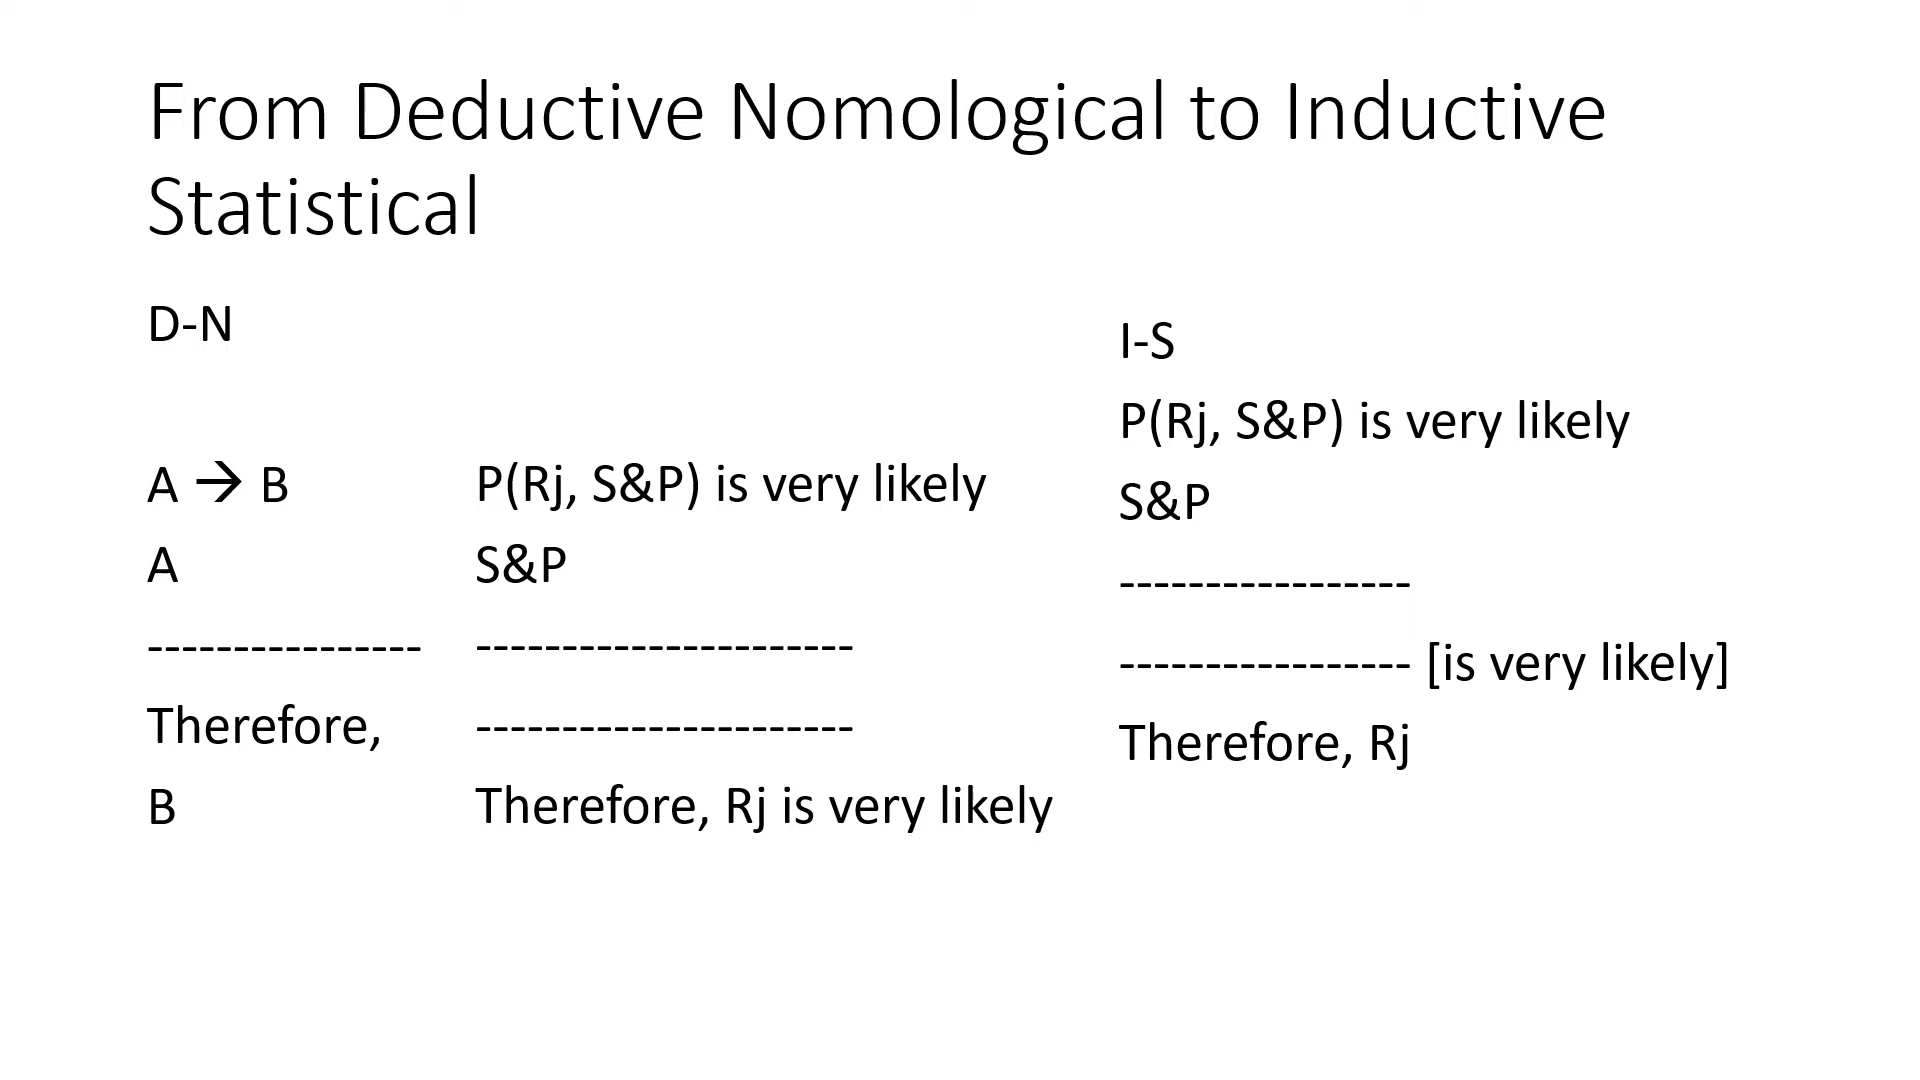 From Deductive Nomological to Inductive
Statistical
D-N
A → B
A
----------------
Therefore,
B
P(Rj, S&P) is very likely
S&P
----------------------
----------------------
Therefore, Rj is very likely
I-S
P(Rj, S&P) is very likely
S&P
-----------------
----------------- [is very likely]
Therefore, Rj